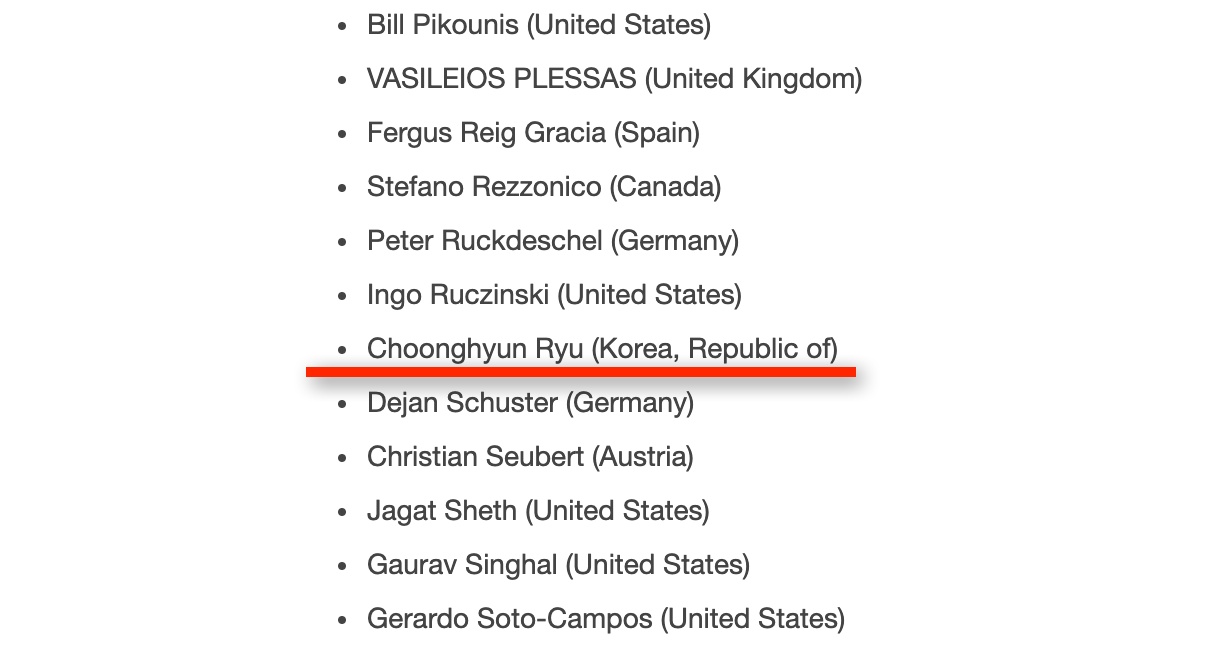 • Bill Pikounis (United States)
• VASILEIOS PLESSAS (United Kingdom)
• Fergus Reig Gracia (Spain)
• Stefano Rezzonico (Canada)
• Peter Ruckdeschel (Germany)
• Ingo Ruczinski (United States)
• Choonghyun Ryu (Korea, Republic of)
• Dejan Schuster (Germany)
• Christian Seubert (Austria)
• Jagat Sheth (United States)
• Gaurav Singhal (United States)
• Gerardo Soto-Campos (United States)